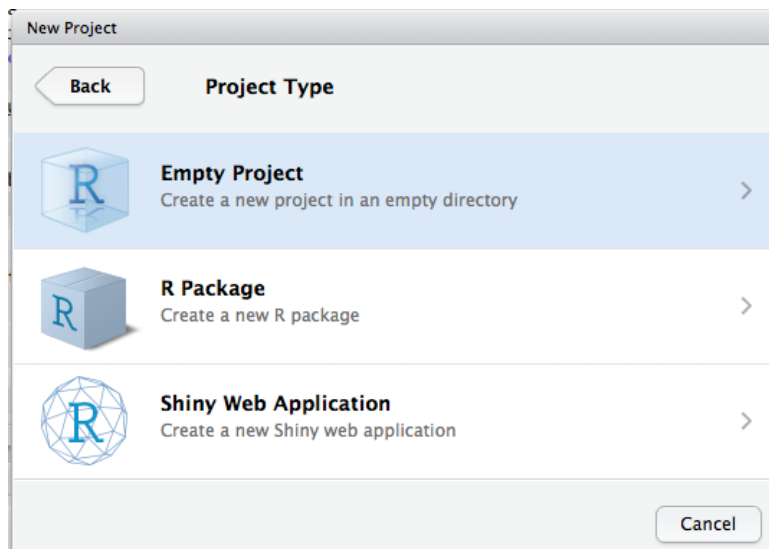 New Project
Back
Project Type
R
Empty Project
Create a new project in an empty directory
R
R Package
Create a new R package
R
Shiny Web Application
Create a new Shiny web application
Cancel